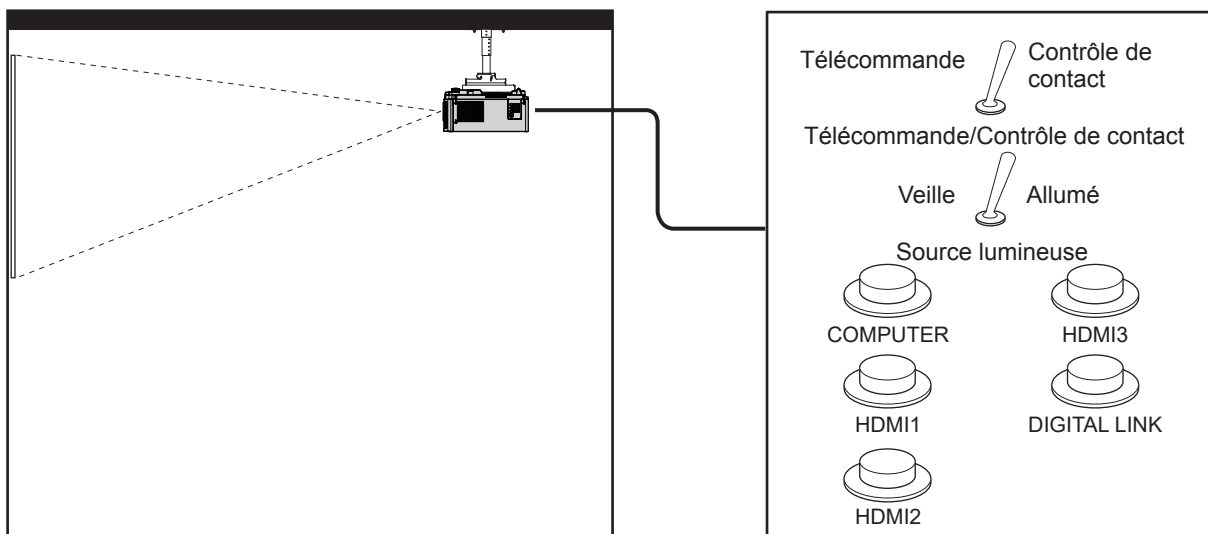 Télécommande
Contrôle de
contact
Télécommande/Contrôle de contact
Veille
Allumé
Source lumineuse
COMPUTER
HDMI3
HDMI1
DIGITAL LINK
HDMI2